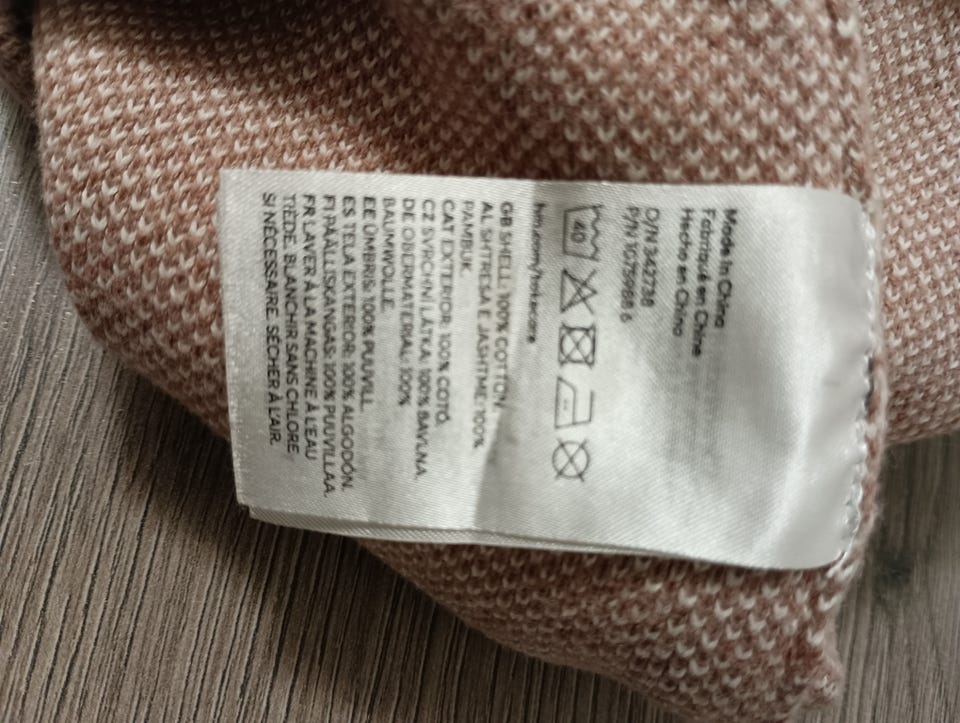 Made in China
Fabriqué en Chine
Hecho en China
D/N 342738
P/N 1079988 6
40
hm.com/takecare
GB SHELL: 100% COTTON.
AL SHTRESA E JASHTME: 100%
PAMBUK.
CAT EXTERIOR: 100% COTÓ.
CZ SVRCHNÍ LÁTKA: 100% BAVLNA.
DE OBERMATERIAL: 100%
BAUMWOLLE.
EE ÜMBRIS: 100% PUUVILL.
ES TELA EXTERIOR: 100% ALGODÓN.
FI PÄÄLLISKANGAS: 100% PUUVILLAA.
FR LAVER À LA MACHINE À L'EAU
TIÈDE. BLANCHIR SANS CHLORE
SI NÉCESSAIRE. SÉCHER À L'AIR.